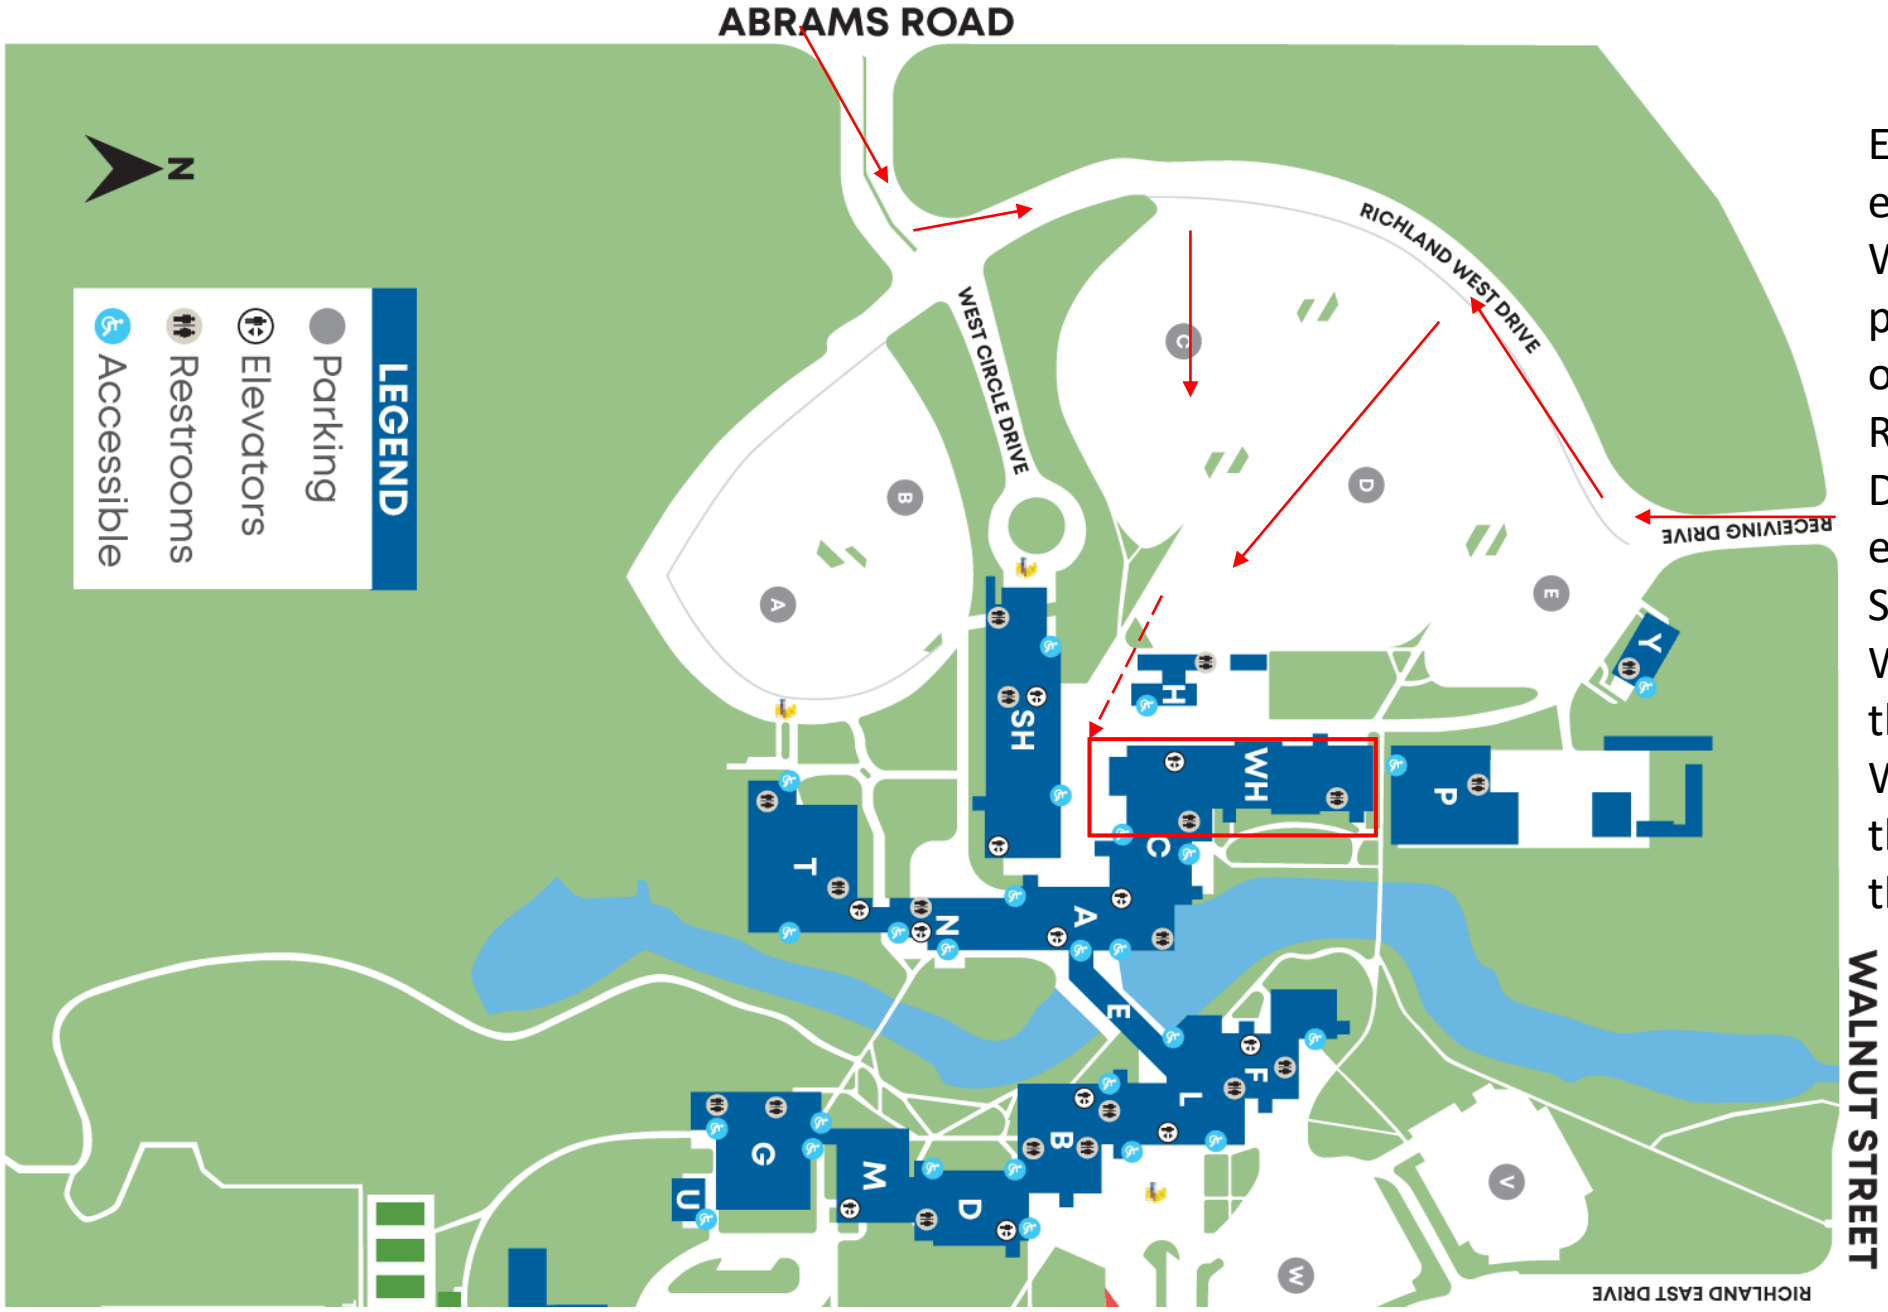 ABRAMS ROAD
N
RICHLAND WEST DRIVE
WEST CIRCLE DRIVE
RECEIVING DRIVE
LEGEND
Parking
Elevators
Restrooms
Accessible
C
D
B
A
E
Y
H
SH
WH
P
C
T
N
A
E
F
L
B
G
M
D
U
V
W
WALNUT STREET
RICHLAND EAST DRIVE